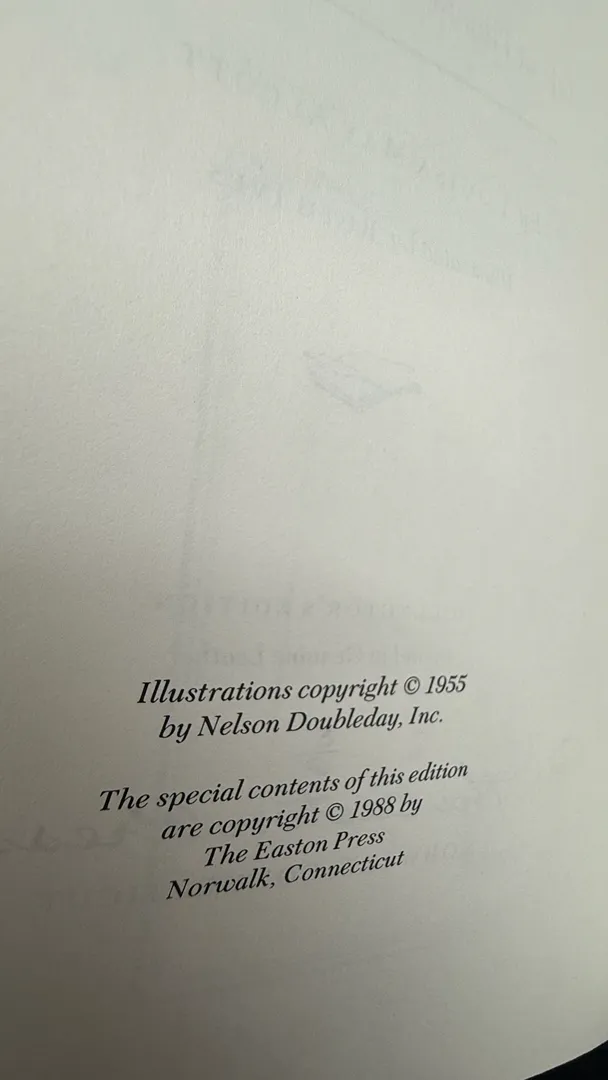 Illustrations copyright © 1955
by Nelson Doubleday, Inc.
The special contents of this edition
are copyright © 1988 by
The Easton Press
Norwalk, Connecticut